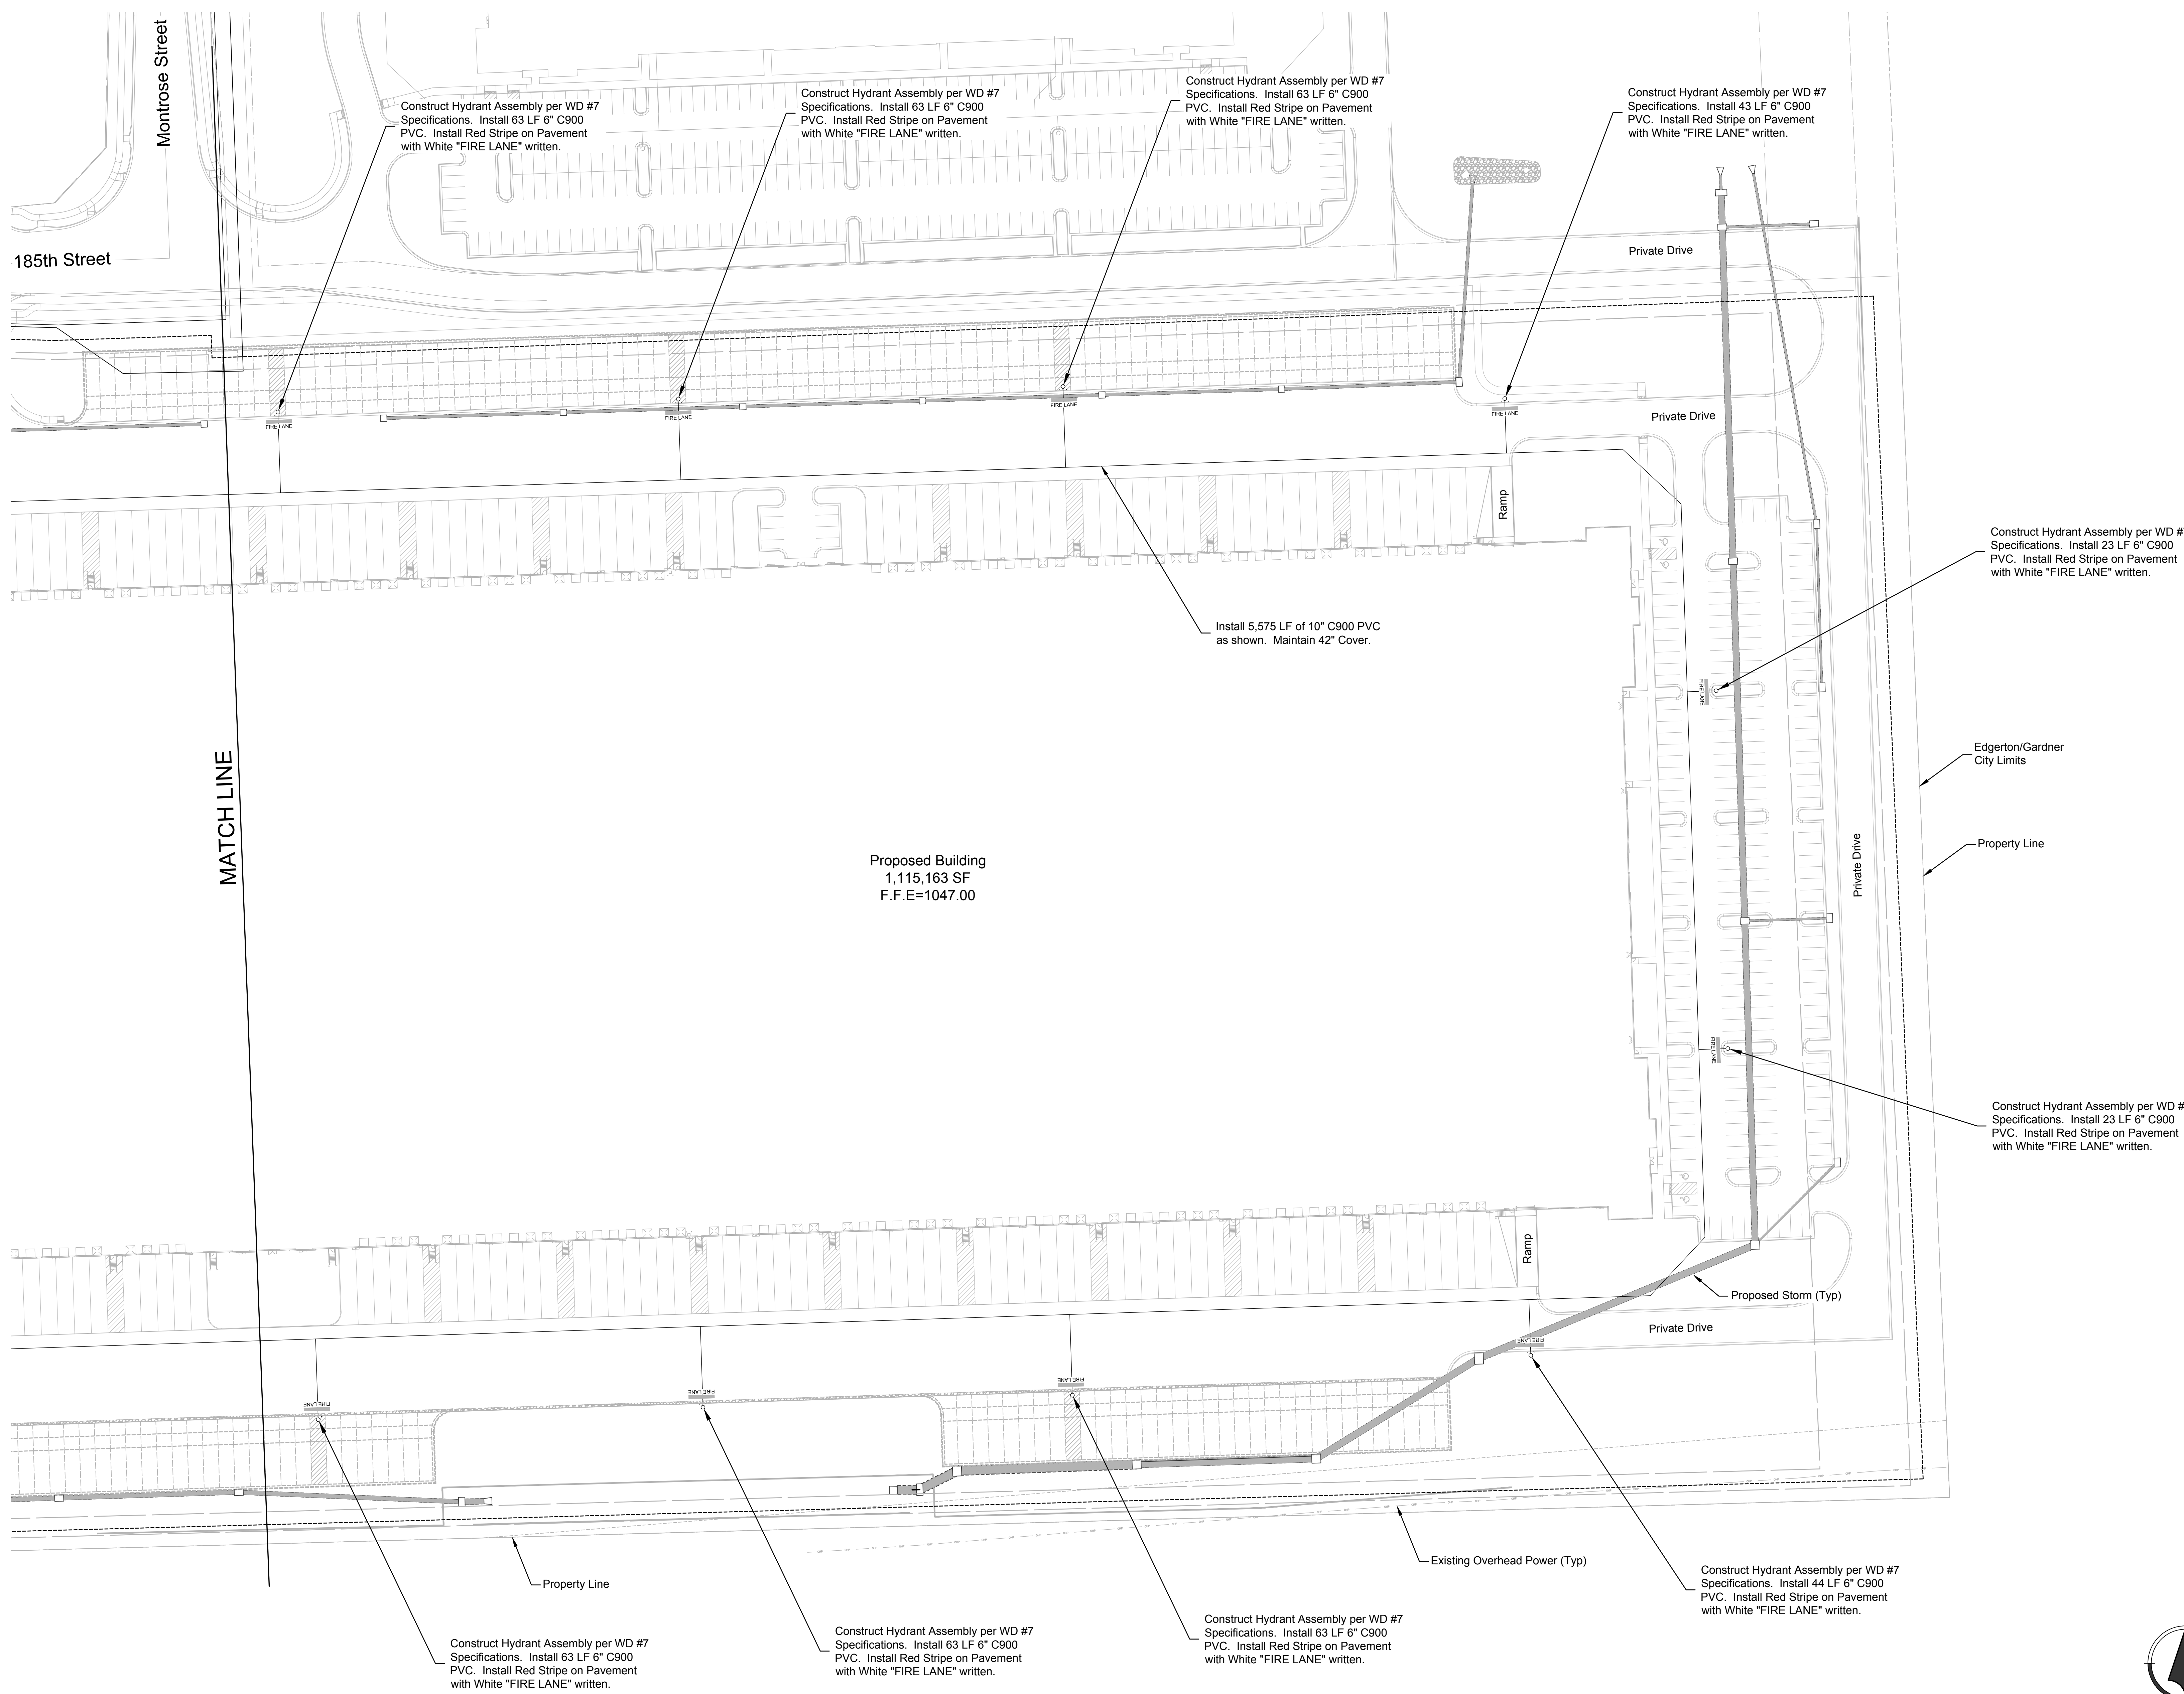 Montrose Street
185th Street
Construct Hydrant Assembly per WD #7
Specifications. Install 63 LF 6" C900
PVC. Install Red Stripe on Pavement
with White "FIRE LANE" written.
Construct Hydrant Assembly per WD #7
Specifications. Install 63 LF 6" C900
PVC. Install Red Stripe on Pavement
with White "FIRE LANE" written.
Construct Hydrant Assembly per WD #7
Specifications. Install 63 LF 6" C900
PVC. Install Red Stripe on Pavement
with White "FIRE LANE" written.
Construct Hydrant Assembly per WD #7
Specifications. Install 43 LF 6" C900
PVC. Install Red Stripe on Pavement
with White "FIRE LANE" written.
Private Drive
Private Drive
FIRE LANE
FIRE LANE
FIRE LANE
FIRE LANE
Ramp
Install 5,575 LF of 10" C900 PVC
as shown. Maintain 42" Cover.
Construct Hydrant Assembly per WD #
Specifications. Install 23 LF 6" C900
PVC. Install Red Stripe on Pavement
with White "FIRE LANE" written.
FIRE LANE
Edgerton/Gardner
City Limits
Property Line
MATCH LINE
Proposed Building
1,115,163 SF
F.F.E=1047.00
Private Drive
FIRE LANE
Construct Hydrant Assembly per WD #
Specifications. Install 23 LF 6" C900
PVC. Install Red Stripe on Pavement
with White "FIRE LANE" written.
Ramp
Proposed Storm (Typ)
Private Drive
FIRE LANE
FIRE LANE
FIRE LANE
FIRE LANE
Existing Overhead Power (Typ)
Property Line
Construct Hydrant Assembly per WD #7
Specifications. Install 44 LF 6" C900
PVC. Install Red Stripe on Pavement
with White "FIRE LANE" written.
Construct Hydrant Assembly per WD #7
Specifications. Install 63 LF 6" C900
PVC. Install Red Stripe on Pavement
with White "FIRE LANE" written.
Construct Hydrant Assembly per WD #7
Specifications. Install 63 LF 6" C900
PVC. Install Red Stripe on Pavement
with White "FIRE LANE" written.
Construct Hydrant Assembly per WD #7
Specifications. Install 63 LF 6" C900
PVC. Install Red Stripe on Pavement
with White "FIRE LANE" written.